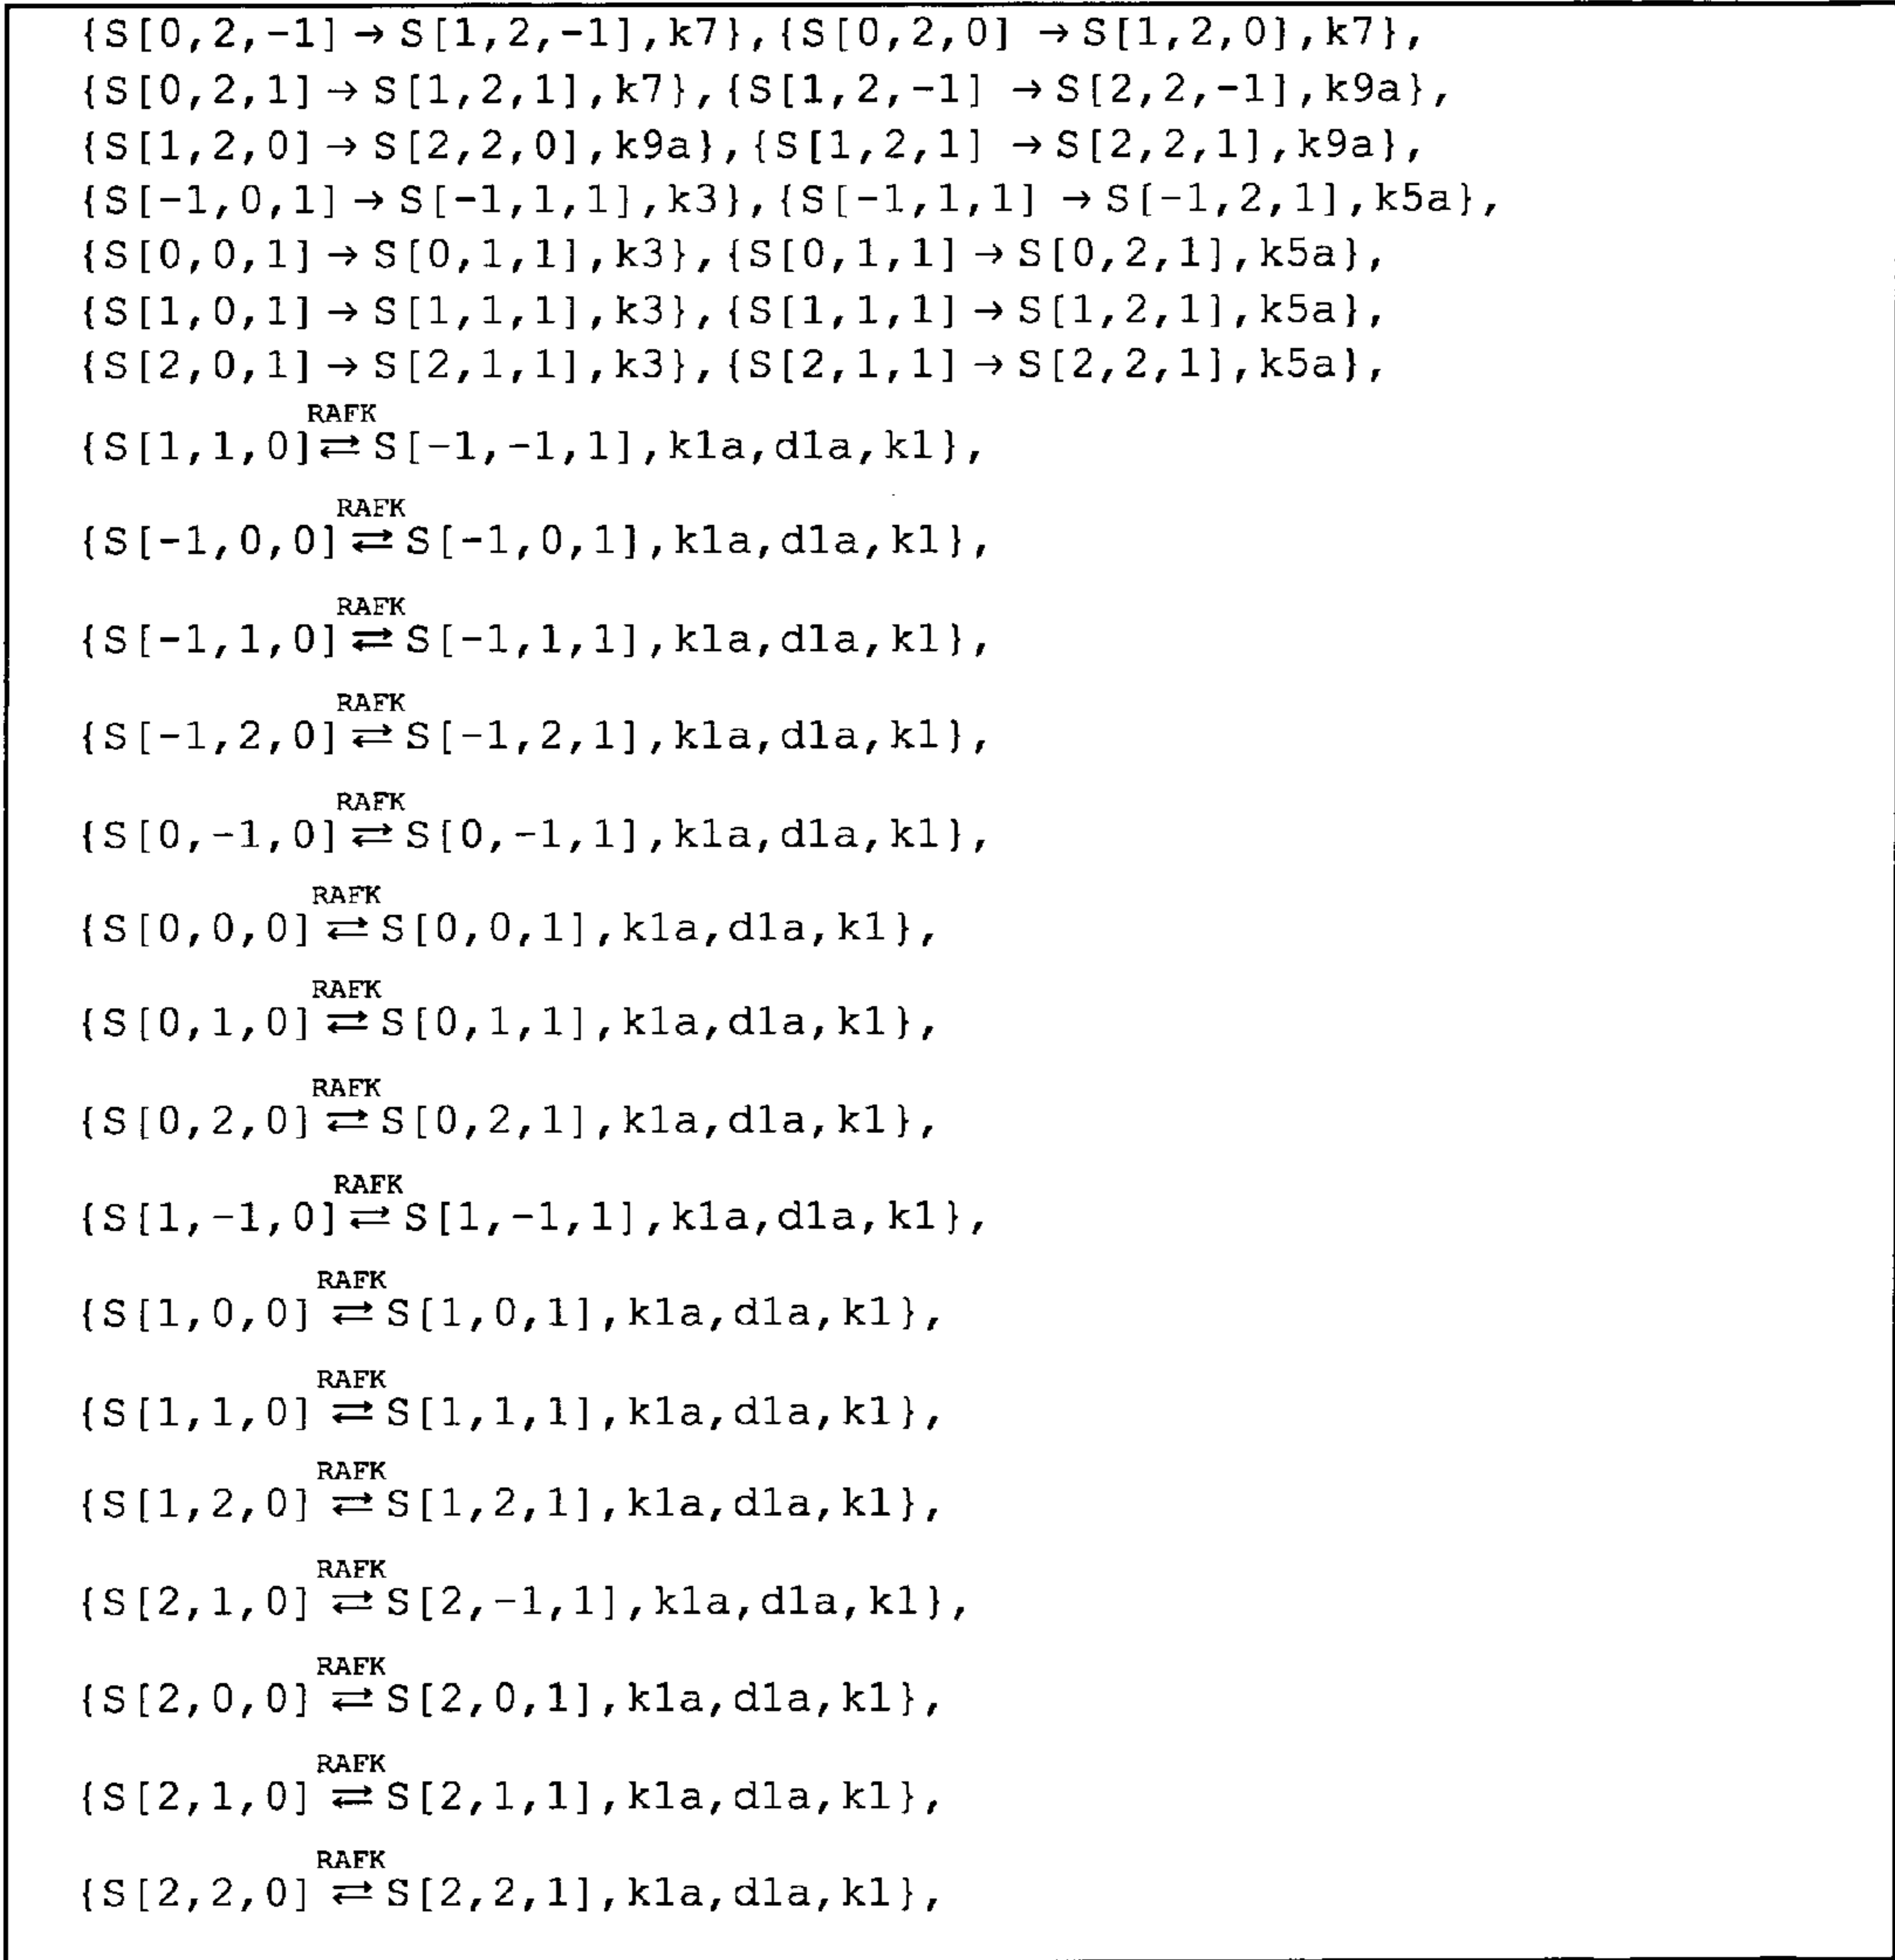 {S[0,2,-1] → S[1,2,-1],k7},{S[0,2,0] → S[1,2,0],k7},
{S[0,2,1] → S[1,2,1],k7},{S[1,2,-1] → S[2,2,-1],k9a},
{S[1,2,0] → S[2,2,0],k9a},{S[1,2,1] → S[2,2,1],k9a},
{S[-1,0,1] → S[-1,1,1],k3},{S[-1,1,1] → S[-1,2,1],k5a},
{S[0,0,1] → S[0,1,1],k3},{S[0,1,1] → S[0,2,1],k5a},
{S[1,0,1] → S[1,1,1],k3},{S[1,1,1] → S[1,2,1],k5a},
{S[2,0,1] → S[2,1,1],k3},{S[2,1,1] → S[2,2,1],k5a},
RAFK
{S[1,1,0] ⇄ S[-1,-1,1],k1a,d1a,k1},
RAFK
{S[-1,0,0] ⇄ S[-1,0,1],k1a,d1a,k1},
RAFK
{S[-1,1,0] ⇄ S[-1,1,1],k1a,d1a,k1},
RAFK
{S[-1,2,0] ⇄ S[-1,2,1],k1a,d1a,k1},
RAFK
{S[0,-1,0] ⇄ S[0,-1,1],k1a,d1a,k1},
RAFK
{S[0,0,0] ⇄ S[0,0,1],k1a,d1a,k1},
RAFK
{S[0,1,0] ⇄ S[0,1,1],k1a,d1a,k1},
RAFK
{S[0,2,0] ⇄ S[0,2,1],k1a,d1a,k1},
RAFK
{S[1,-1,0] ⇄ S[1,-1,1],k1a,d1a,k1},
RAFK
{S[1,0,0] ⇄ S[1,0,1],k1a,d1a,k1},
RAFK
{S[1,1,0] ⇄ S[1,1,1],k1a,d1a,k1},
RAFK
{S[1,2,0] ⇄ S[1,2,1],k1a,d1a,k1},
RAFK
{S[2,1,0] ⇄ S[2,-1,1],k1a,d1a,k1},
RAFK
{S[2,0,0] ⇄ S[2,0,1],k1a,d1a,k1},
RAFK
{S[2,1,0] ⇄ S[2,1,1],k1a,d1a,k1},
RAFK
{S[2,2,0] ⇄ S[2,2,1],k1a,d1a,k1},